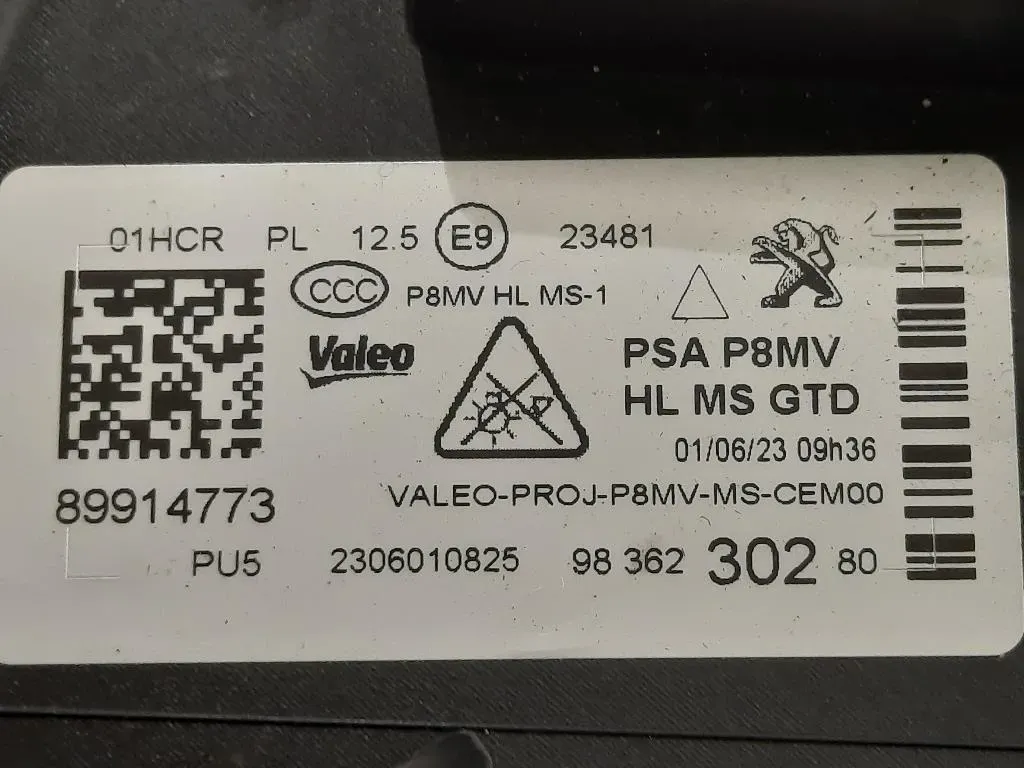 01HCR PL 12.5 E9 23481
CCC P8MV HL MS-1
Valeo
PSA P8MV
HL MS GTD
01/06/23 09h36
89914773
VALEO-PROJ-P8MV-MS-CEM00
PU5 2306010825 98 362 302 80